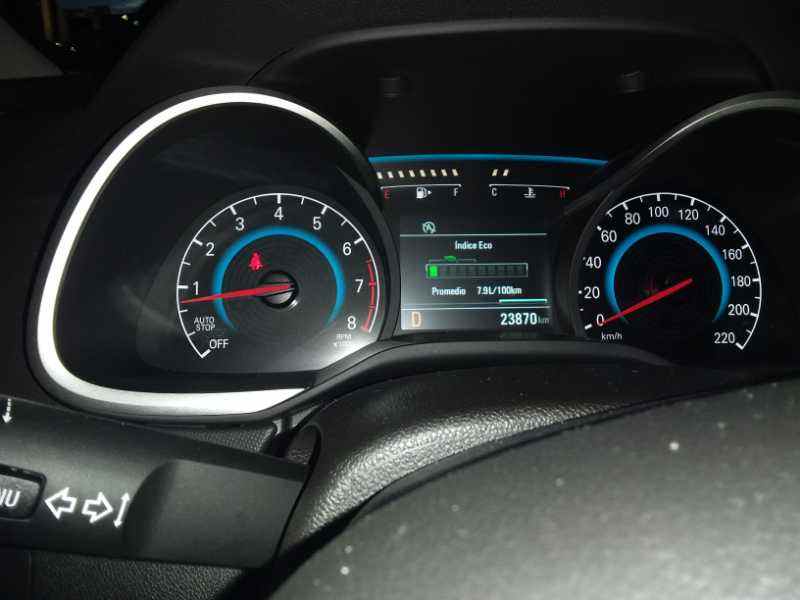 E F
C H
1 2 3 4 5 6 7 8
AUTO
STOP
OFF
RPM
Índice Eco
Promedio 7.9L/100km
D 23870 km
0 20 40 60 80 100 120 140 160 180 200 220
km/h
NU